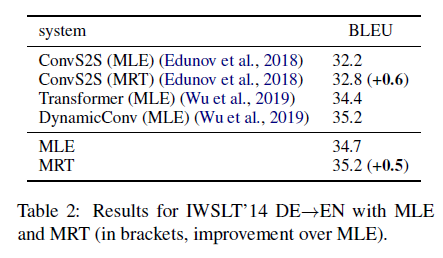 system BLEU
ConvS2S (MLE) (Edunov et al., 2018) 32.2
ConvS2S (MRT) (Edunov et al., 2018) 32.8 (+0.6)
Transformer (MLE) (Wu et al., 2019) 34.4
DynamicConv (MLE) (Wu et al., 2019) 35.2
MLE 34.7
MRT 35.2 (+0.5)
Table 2: Results for IWSLT'14 DE→EN with MLE
and MRT (in brackets, improvement over MLE).